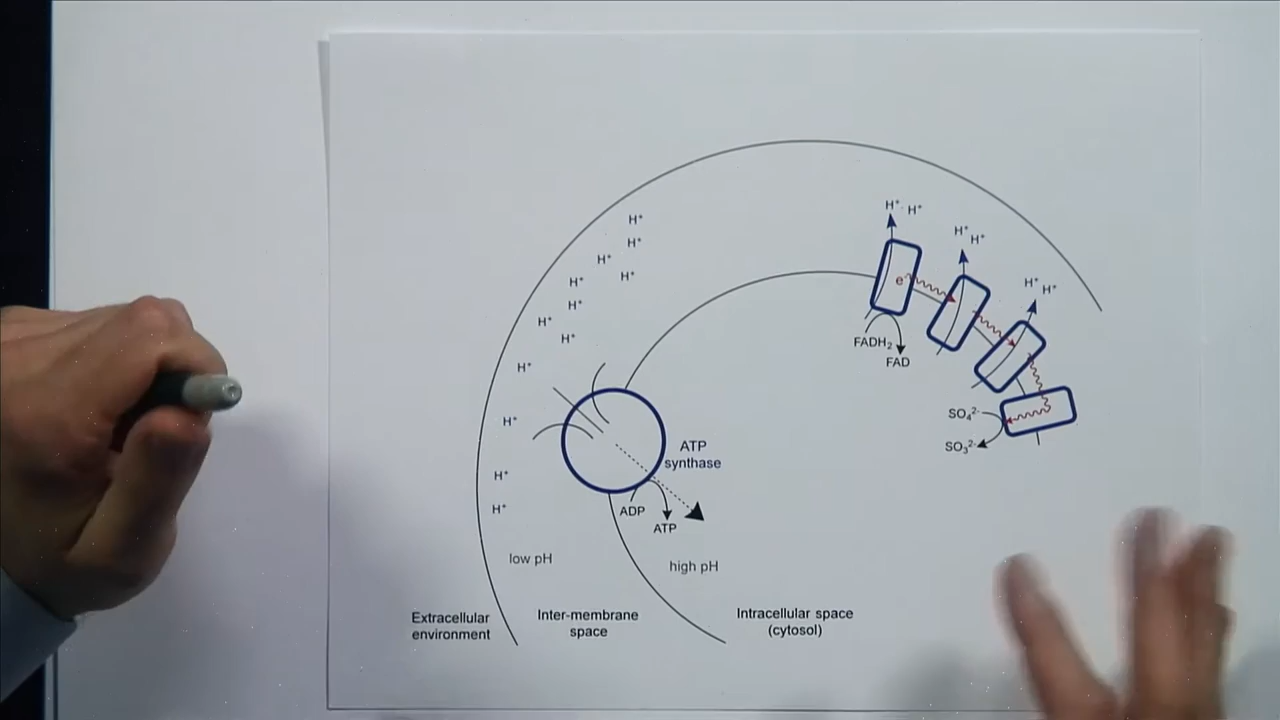 H⁺ H⁺
H⁺
H⁺
H⁺
H⁺
H⁺
H⁺
H⁺
H⁺
H⁺
H⁺
H⁺
H⁺
H⁺
H⁺
H⁺ H⁺
H⁺ H⁺
e⁻
FADH₂
FAD
SO₄²⁻
SO₃²⁻
ATP
synthase
ADP
ATP
low pH
high pH
Extracellular
environment
Inter-membrane
space
Intracellular space
(cytosol)